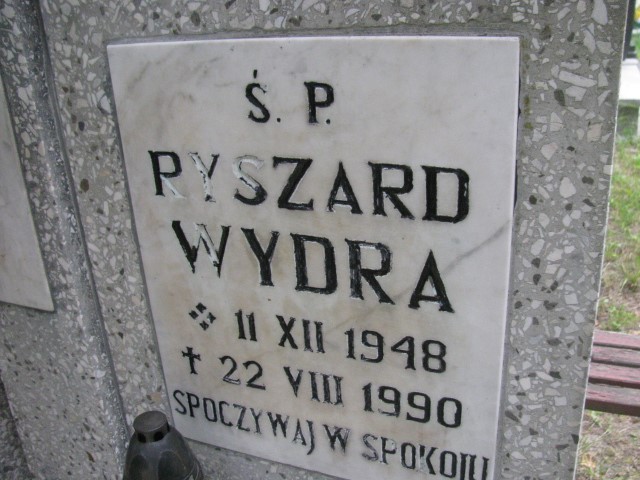 Ś. P.
RYSZARD
WYDRA
11 XII 1948
✝ 22 VIII 1990
SPOCZYWAJ W SPOKOJU